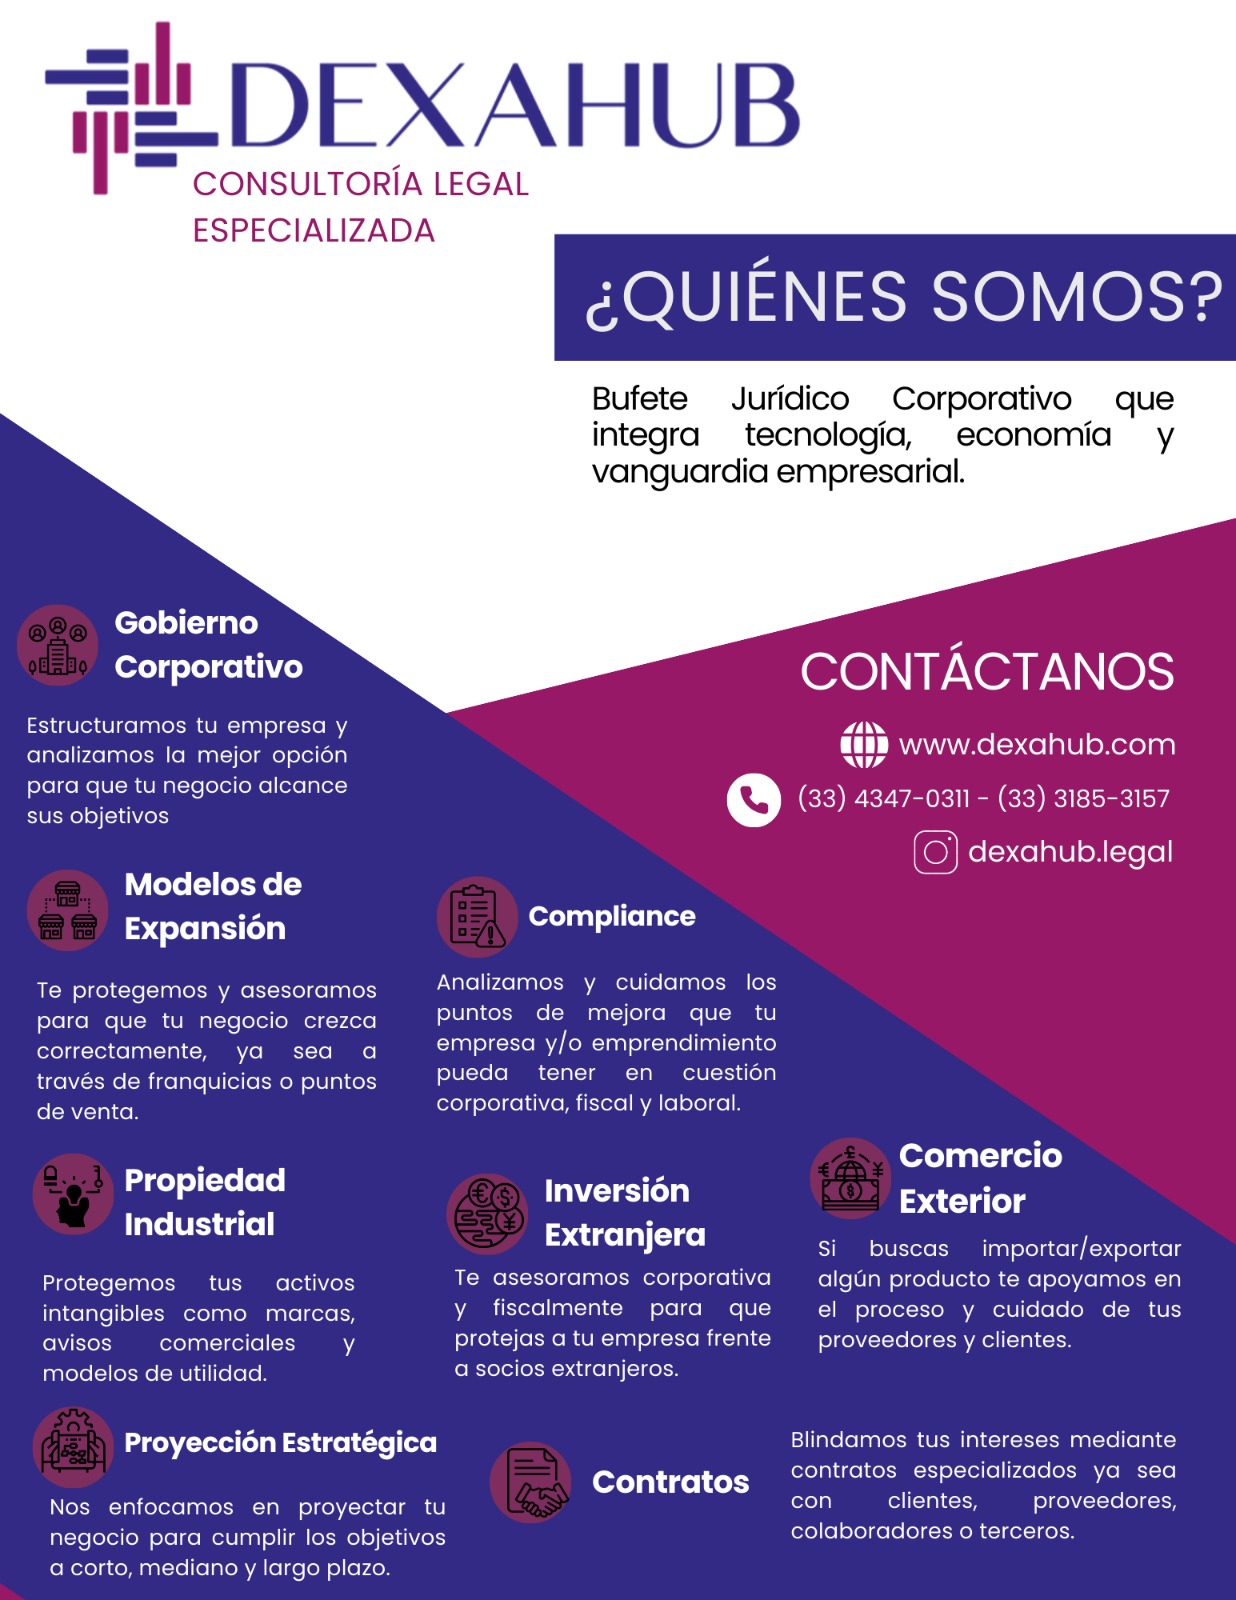 DEXAHUB
CONSULTORÍA LEGAL
ESPECIALIZADA
¿QUIÉNES SOMOS?
Bufete Jurídico Corporativo que
integra tecnología, economía y
vanguardia empresarial.
CONTÁCTANOS
www.dexahub.com
(33) 4347-0311 - (33) 3185-3157
dexahub.legal
Gobierno
Corporativo
Estructuramos tu empresa y
analizamos la mejor opción
para que tu negocio alcance
sus objetivos
Modelos de
Expansión
Te protegemos y asesoramos
para que tu negocio crezca
correctamente, ya sea a
través de franquicias o puntos
de venta.
Compliance
Analizamos y cuidamos los
puntos de mejora que tu
empresa y/o emprendimiento
pueda tener en cuestión
corporativa, fiscal y laboral.
Propiedad
Industrial
Protegemos tus activos
intangibles como marcas,
avisos comerciales y
modelos de utilidad.
Inversión
Extranjera
Te asesoramos corporativa
y fiscalmente para que
protejas a tu empresa frente
a socios extranjeros.
Comercio
Exterior
Si buscas importar/exportar
algún producto te apoyamos en
el proceso y cuidado de tus
proveedores y clientes.
Proyección Estratégica
Nos enfocamos en proyectar tu
negocio para cumplir los objetivos
a corto, mediano y largo plazo.
Contratos
Blindamos tus intereses mediante
contratos especializados ya sea
con clientes, proveedores,
colaboradores o terceros.